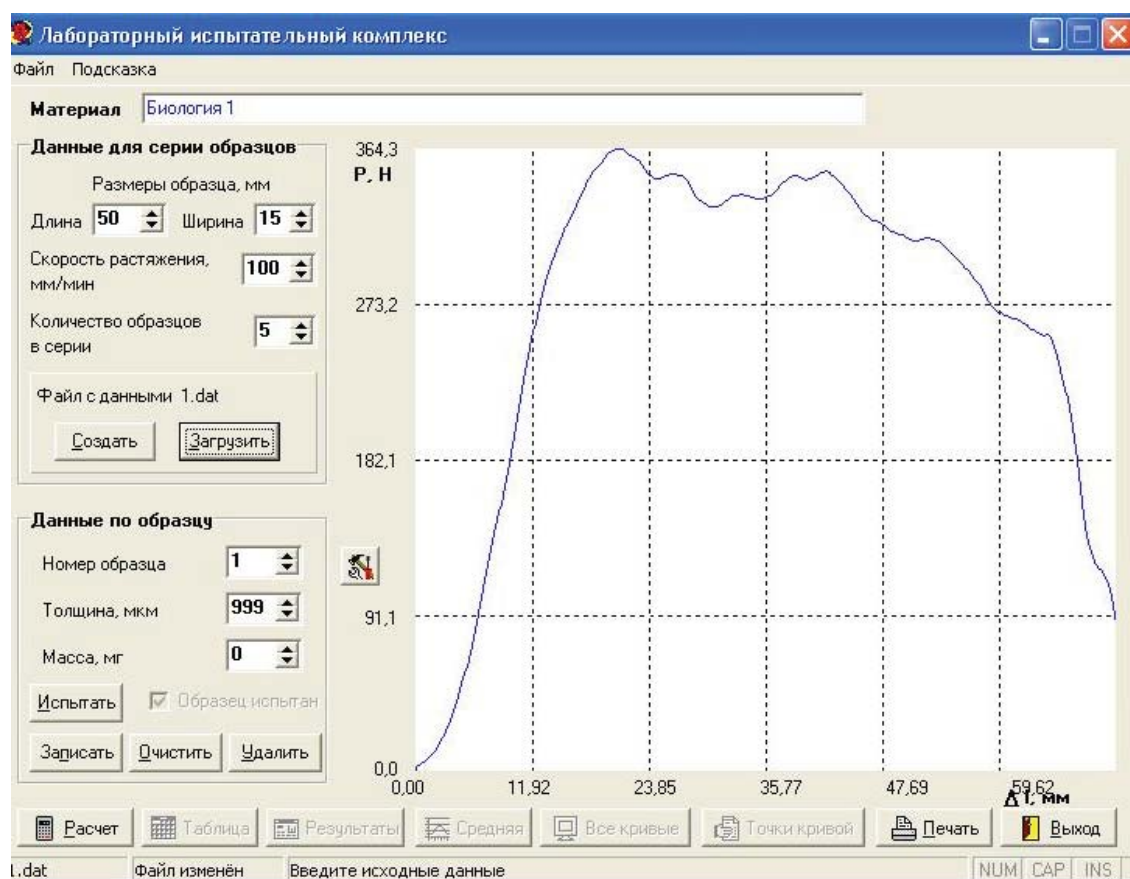 Лабораторный испытательный комплекс
Файл Подсказка
Материал Биология 1
Данные для серии образцов
Размеры образца, мм
Длина 50 Ширина 15
Скорость растяжения,
мм/мин
100
Количество образцов
в серии
5
Файл с данными 1.dat
Создать Загрузить
Данные по образцу
Номер образца 1
Толщина, мкм 999
Масса, мг 0
Испытать Образец испытан
Записать Очистить Удалить
364,3
P, Н
273,2
182,1
91,1
0,0
0,00 11,92 23,85 35,77 47,69 59,62
Δ l, мм
Расчет Таблица Результаты Средняя Все кривые Точки кривой Печать Выход
1.dat Файл изменён Введите исходные данные NUM CAP INS